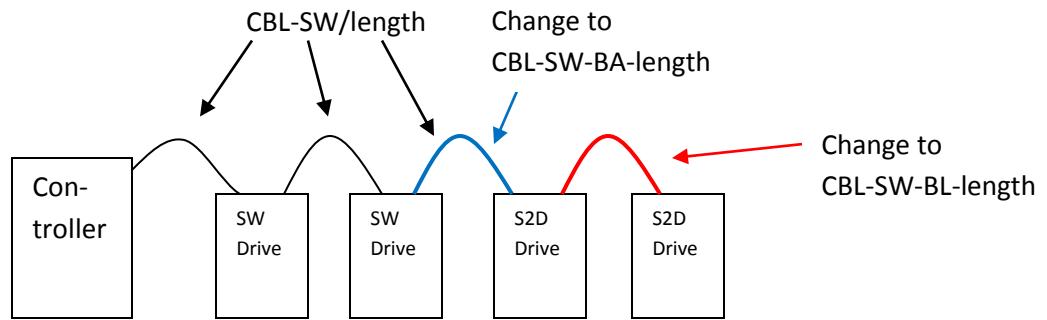 CBL-SW/length
Change to
CBL-SW-BA-length
Change to
CBL-SW-BL-length
Con-
troller
SW
Drive
SW
Drive
S2D
Drive
S2D
Drive